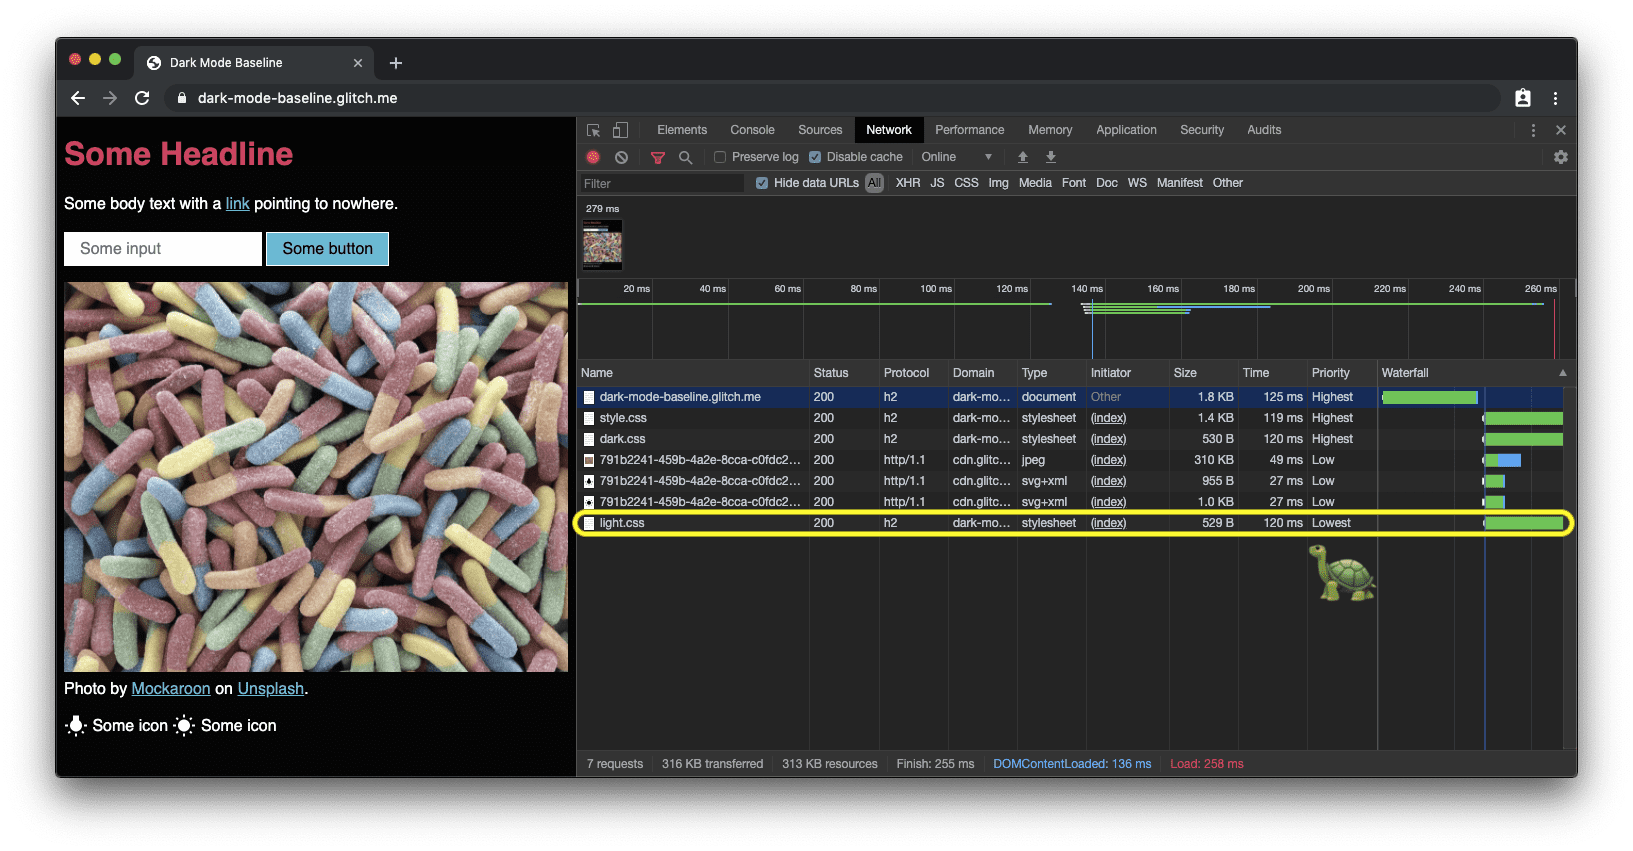 Dark Mode Baseline
dark-mode-baseline.glitch.me
Some Headline
Some body text with a link pointing to nowhere.
Some input Some button
Photo by Mockaroon on Unsplash.
Some icon Some icon
Elements Console Sources Network Performance Memory Application Security Audits
Preserve log Disable cache Online
Filter Hide data URLs All XHR JS CSS Img Media Font Doc WS Manifest Other
279 ms
20 ms 40 ms 60 ms 80 ms 100 ms 120 ms 140 ms 160 ms 180 ms 200 ms 220 ms 240 ms 260 ms
Name Status Protocol Domain Type Initiator Size Time Priority Waterfall
dark-mode-baseline.glitch.me 200 h2 dark-mo... document Other 1.8 KB 125 ms Highest
style.css 200 h2 dark-mo... stylesheet (index) 1.4 KB 119 ms Highest
dark.css 200 h2 dark-mo... stylesheet (index) 530 B 120 ms Highest
791b2241-459b-4a2e-8cca-c0fdc2... 200 http/1.1 cdn.glitc... jpeg (index) 310 KB 49 ms Low
791b2241-459b-4a2e-8cca-c0fdc2... 200 http/1.1 cdn.glitc... svg+xml (index) 955 B 27 ms Low
791b2241-459b-4a2e-8cca-c0fdc2... 200 http/1.1 cdn.glitc... svg+xml (index) 1.0 KB 27 ms Low
light.css 200 h2 dark-mo... stylesheet (index) 529 B 120 ms Lowest
7 requests 316 KB transferred 313 KB resources Finish: 255 ms DOMContentLoaded: 136 ms Load: 258 ms